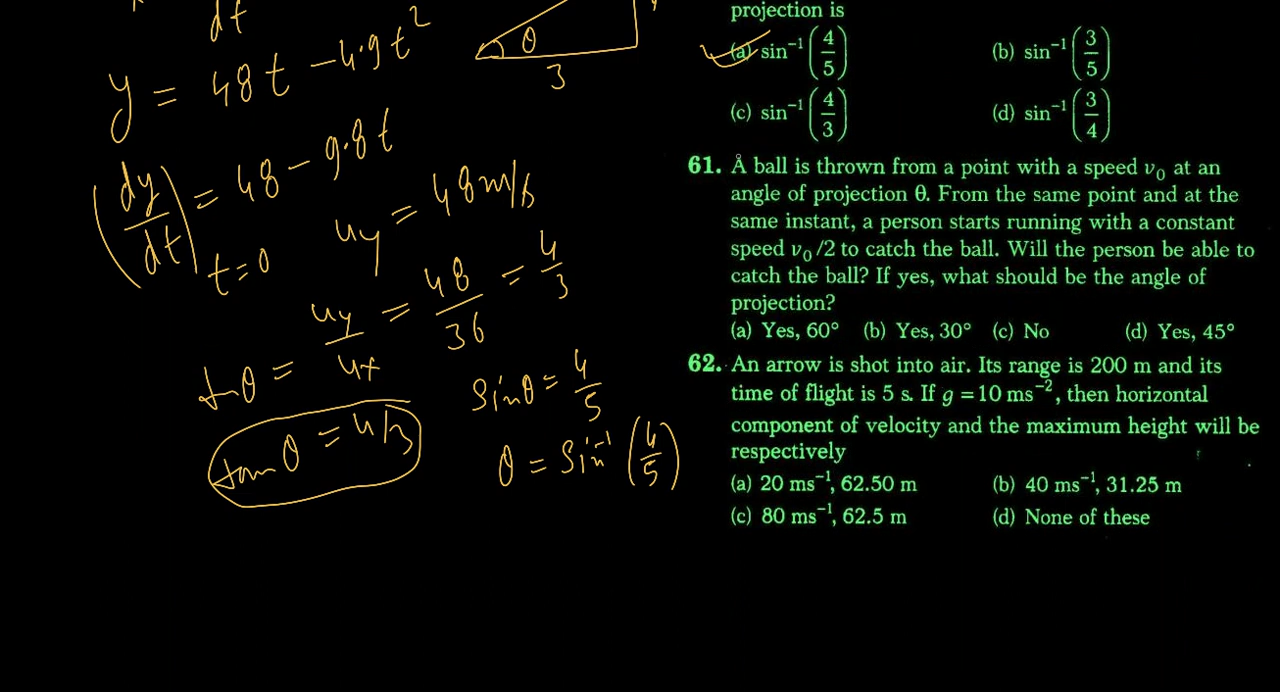 dt
y = 48t - 4.9t²
θ
3
(dy/dt) = 48 - 9.8t
t=0 uy = 48m/s
tanθ = uy/ux = 48/36 = 4/3
tanθ = 4/3
sinθ = 4/5
θ = Sin⁻¹(4/5)
projection is
(a) sin⁻¹(4/5) (b) sin⁻¹(3/5)
(c) sin⁻¹(4/3) (d) sin⁻¹(3/4)
61. A ball is thrown from a point with a speed v₀ at an
angle of projection θ. From the same point and at the
same instant, a person starts running with a constant
speed v₀/2 to catch the ball. Will the person be able to
catch the ball? If yes, what should be the angle of
projection?
(a) Yes, 60° (b) Yes, 30° (c) No (d) Yes, 45°
62. An arrow is shot into air. Its range is 200 m and its
time of flight is 5 s. If g = 10 ms⁻², then horizontal
component of velocity and the maximum height will be
respectively
(a) 20 ms⁻¹, 62.50 m (b) 40 ms⁻¹, 31.25 m
(c) 80 ms⁻¹, 62.5 m (d) None of these